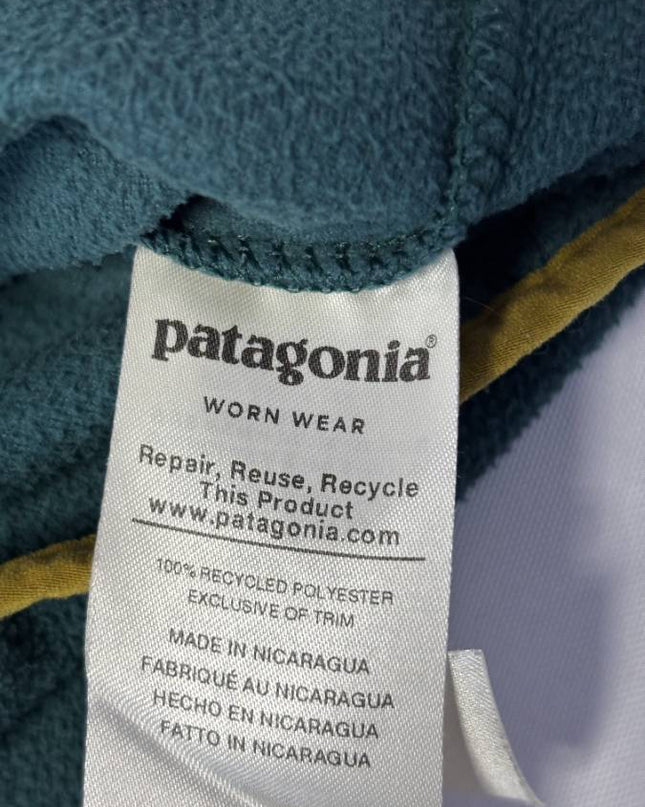 patagonia®
WORN WEAR
Repair, Reuse, Recycle
This Product
www.patagonia.com
100% RECYCLED POLYESTER
EXCLUSIVE OF TRIM
MADE IN NICARAGUA
FABRIQUÉ AU NICARAGUA
HECHO EN NICARAGUA
FATTO IN NICARAGUA